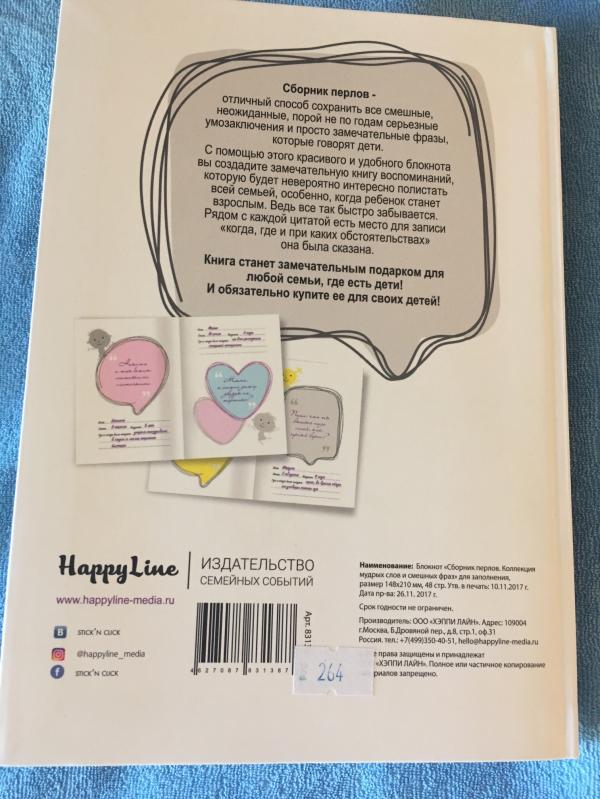 Сборник перлов -
отличный способ сохранить все смешные,
неожиданные, порой не по годам серьезные
умозаключения и просто замечательные фразы,
которые говорят дети.
С помощью этого красивого и удобного блокнота
вы создадите замечательную книгу воспоминаний,
которую будет невероятно интересно полистать
всей семьей, особенно, когда ребенок станет
взрослым. Ведь все так быстро забывается.
Рядом с каждой цитатой есть место для записи
«когда, где и при каких обстоятельствах»
она была сказана.
Книга станет замечательным подарком для
любой семьи, где есть дети!
И обязательно купите ее для своих детей!
HappyLine
ИЗДАТЕЛЬСТВО
СЕМЕЙНЫХ СОБЫТИЙ
www.happyline-media.ru
STICK'N CLICK
@happyline_media
STICK'N CLICK
4 627087 831387
Арт. 831
264
Наименование: Блокнот «Сборник перлов. Коллекция
мудрых слов и смешных фраз» для заполнения,
размер 148х210 мм, 48 стр. Утв. в печать: 10.11.2017 г.
Дата пр-ва: 26.11. 2017 г.
Срок годности не ограничен.
Производитель: ООО «ХЭППИ ЛАЙН». Адрес: 109004
г.Москва, Б.Дровяной пер., д.8, стр.1, оф.31
Россия. тел.: +7(499)350-40-51, hello@happyline-media.ru
е права защищены и принадлежат
«ХЭППИ ЛАЙН». Полное или частичное копирование
ериалов запрещено.